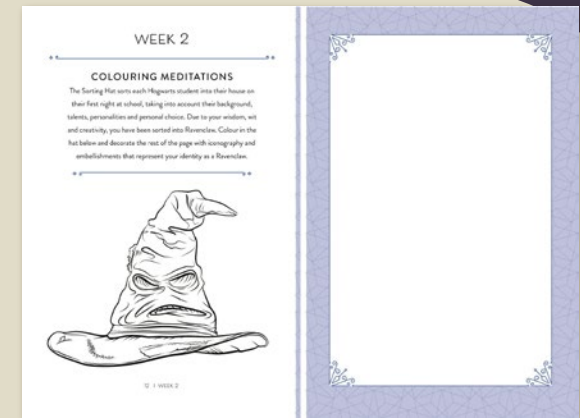 WEEK 2
COLOURING MEDITATIONS
The Sorting Hat sorts each Hogwarts student into their house on
their first night at school, taking into account their background,
talents, personalities and personal choice. Due to your wisdom, wit
and creativity, you have been sorted into Ravenclaw. Colour in the
hat below and decorate the rest of the page with iconography and
embellishments that represent your identity as a Ravenclaw.
12 | WEEK 2